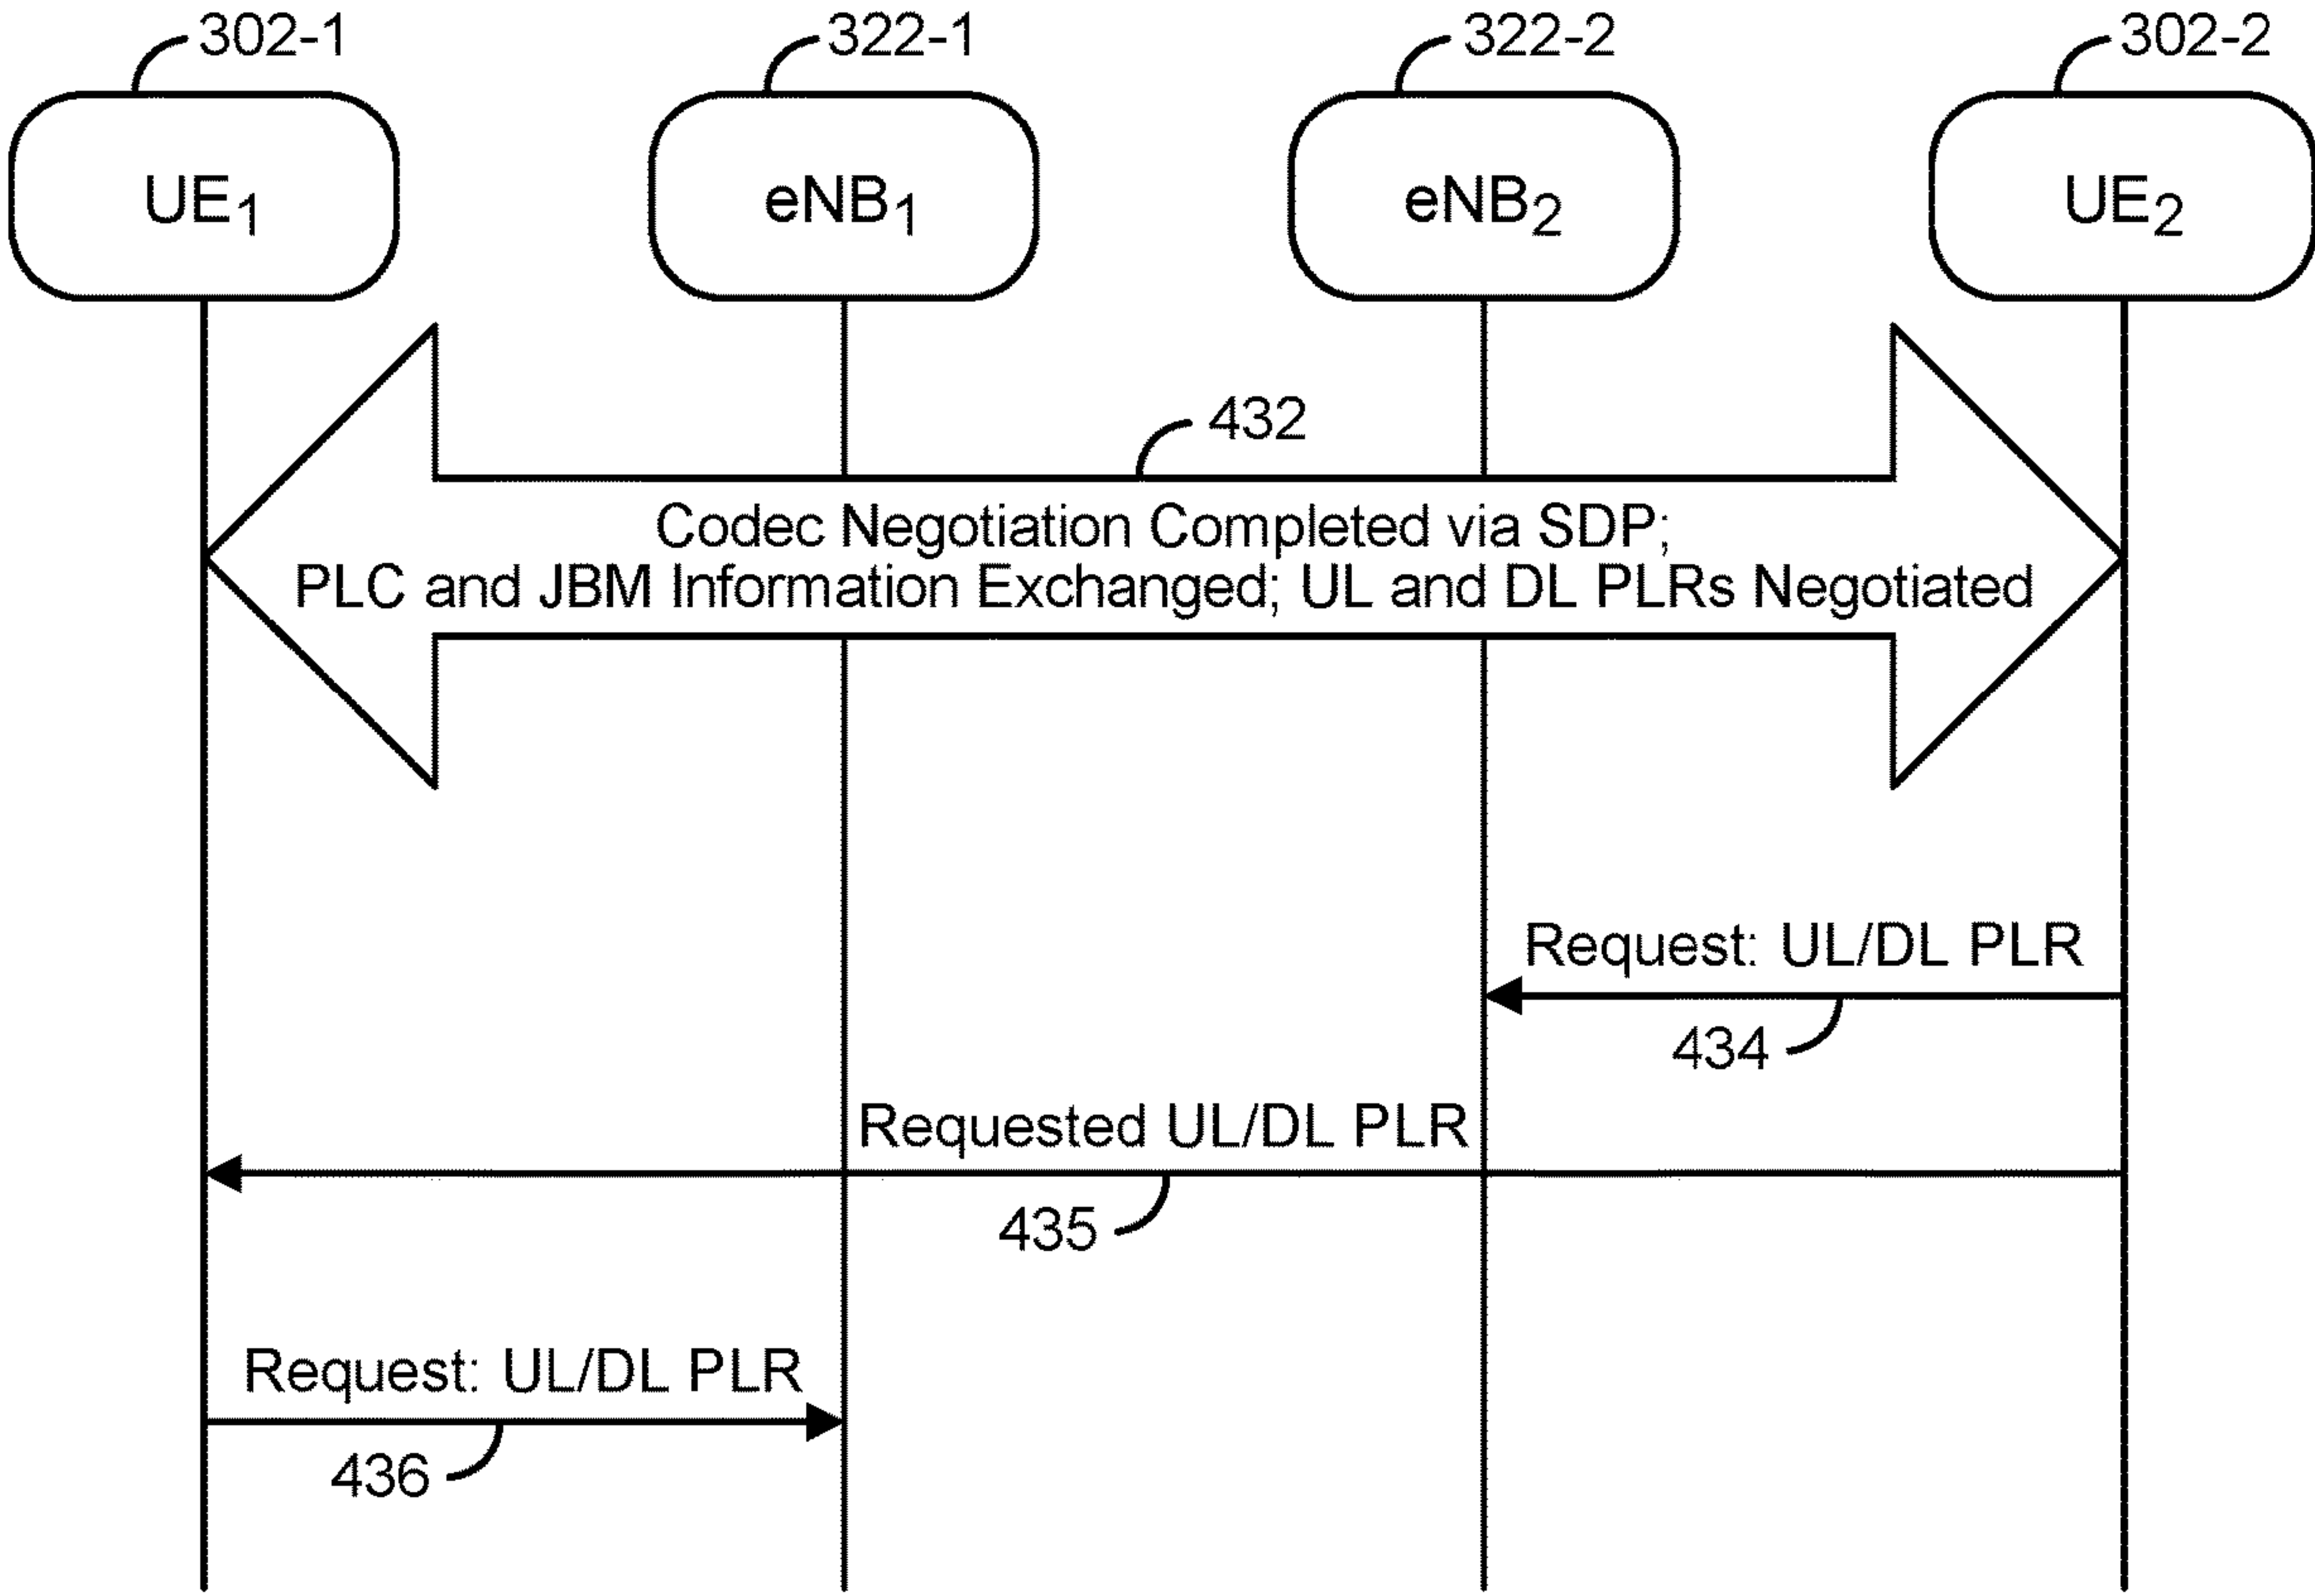 302-1
322-1
322-2
302-2
UE1
eNB1
eNB2
UE2
432
Codec Negotiation Completed via SDP;
PLC and JBM Information Exchanged; UL and DL PLRs Negotiated
Request: UL/DL PLR
434
Requested UL/DL PLR
435
Request: UL/DL PLR
436